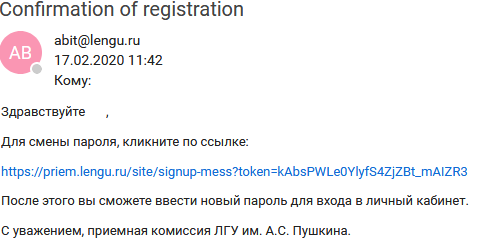 Confirmation of registration
AB
abit@lengu.ru
17.02.2020 11:42
Кому:
Здравствуйте ,
Для смены пароля, кликните по ссылке:
https://priem.lengu.ru/site/signup-mess?token=kAbsPWLe0YlyfS4ZjZBt_mAIZR3
После этого вы сможете ввести новый пароль для входа в личный кабинет.
С уважением, приемная комиссия ЛГУ им. А.С. Пушкина.